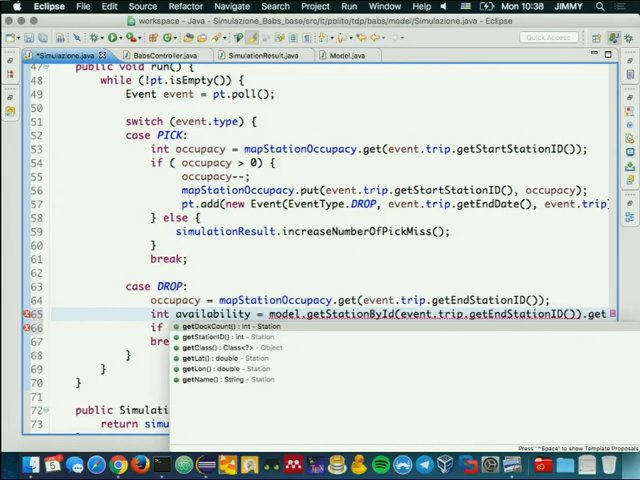 Eclipse File Edit Source Refactor Navigate Search Project Run Window Help Mon 10:38 JIMMY
workspace - Java - Simulazione_Babs_base/src/it/polito/tdp/babs/model/Simulazione.java - Eclipse
Quick Access
*Simulazione.java BabsController.java SimulationResult.java Model.java
47 public void run() {
48 while (!pt.isEmpty()) {
49 Event event = pt.poll();
50
51 switch (event.type) {
52 case PICK:
53 int occupacy = mapStationOccupacy.get(event.trip.getStartStationID());
54 if ( occupacy > 0) {
55 occupacy--;
56 mapStationOccupacy.put(event.trip.getStartStationID(), occupacy);
57 pt.add(new Event(EventType.DROP, event.trip.getEndDate(), event.trip)
58 } else {
59 simulationResult.increaseNumberOfPickMiss();
60 }
61 break;
62
63 case DROP:
64 occupacy = mapStationOccupacy.get(event.trip.getEndStationID());
65 int availability = model.getStationById(event.trip.getEndStationID()).get
66 if
67 bre
68 }
69 }
70 }
71
72 public Simulati
73 return simu
getDockCount() : int - Station
getStationID() : int - Station
getClass() : Class<?> - Object
getLat() : double - Station
getLon() : double - Station
getName() : String - Station
Press '^Space' to show Template Proposals